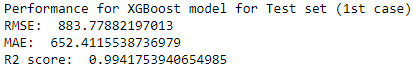 Performance for XGBoost model for Test set (1st case)
RMSE:  883.77882197013
MAE:  652.4115538736979
R2 score:  0.9941753940654985